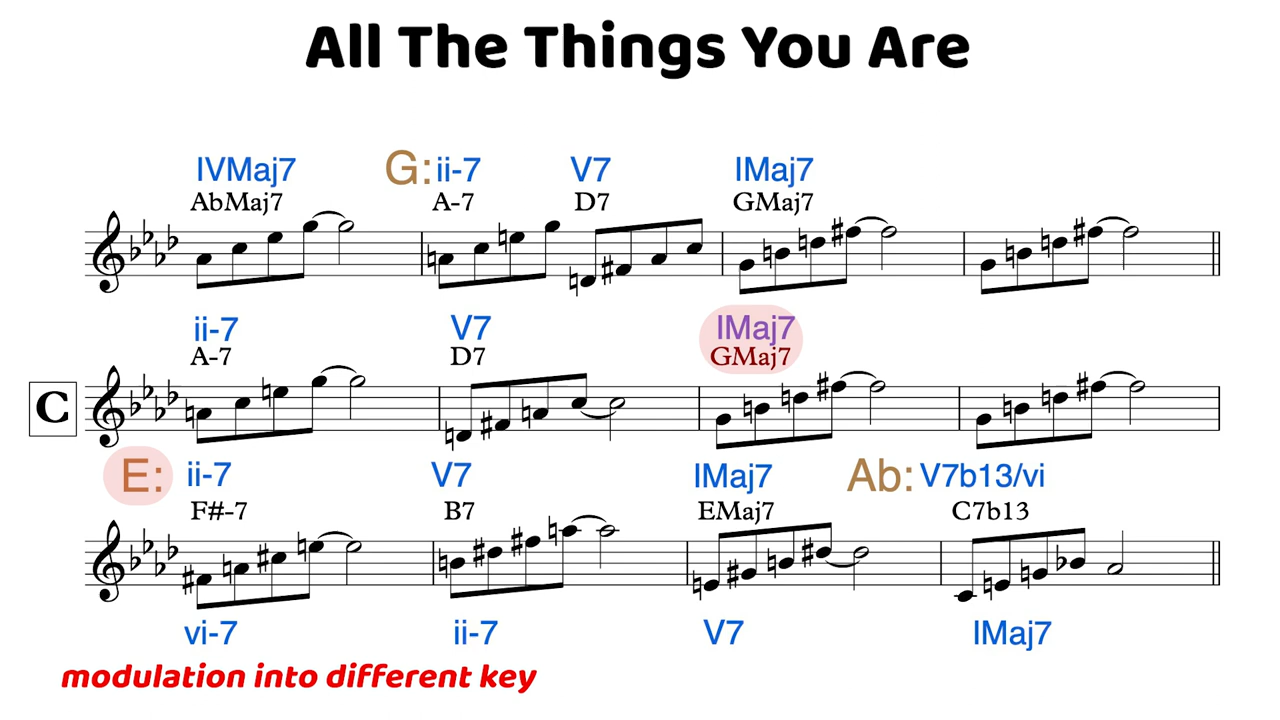 All The Things You Are
IVMaj7 G: ii-7 V7 IMaj7
AbMaj7 A-7 D7 GMaj7
ii-7 V7 IMaj7
A-7 D7 GMaj7
C
E: ii-7 V7 IMaj7 Ab: V7b13/vi
F#-7 B7 EMaj7 C7b13
vi-7 ii-7 V7 IMaj7
modulation into different key